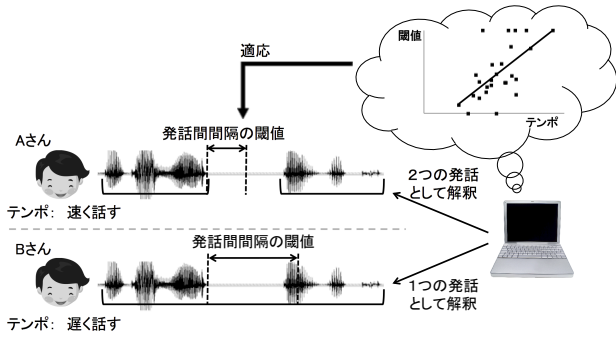 閾値
テンポ
適応
発話間間隔の閾値
Aさん
テンポ: 速く話す
2つの発話
として解釈
発話間間隔の閾値
Bさん
テンポ: 遅く話す
1つの発話
として解釈